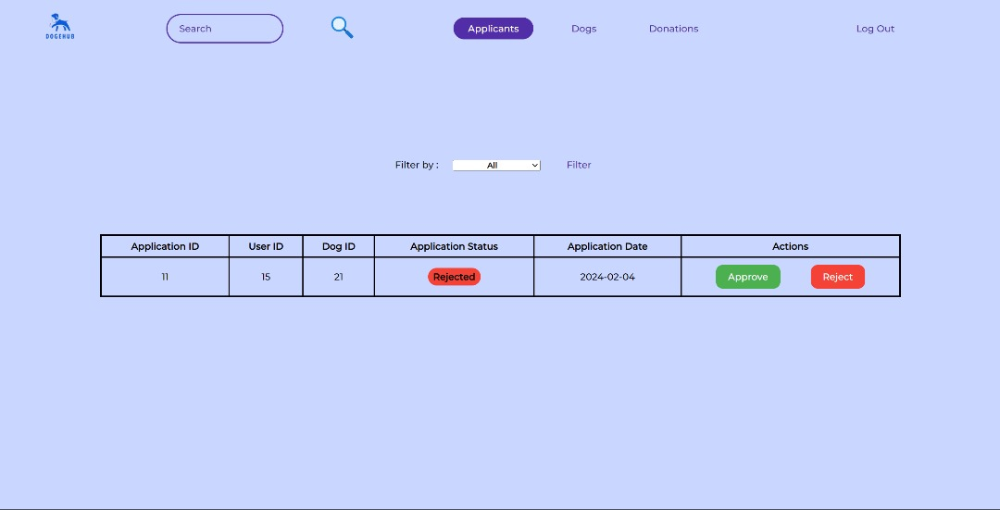 DOGEHUB
Search
Applicants
Dogs
Donations
Log Out
Filter by :
All
Filter
Application ID User ID Dog ID Application Status Application Date Actions
11 15 21 Rejected 2024-02-04 Approve Reject